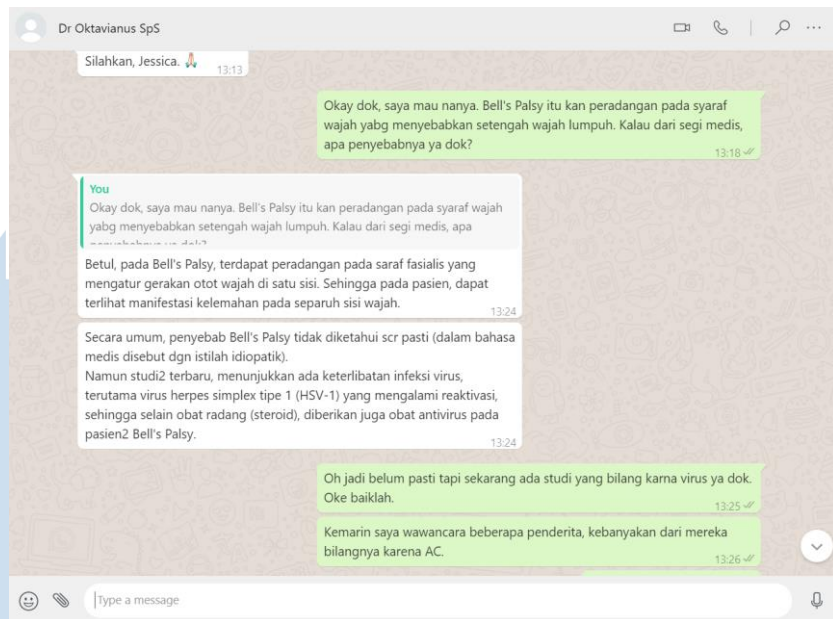 Dr Oktavianus SpS
Silahkan, Jessica. 🙏🏻
13:13
Okay dok, saya mau nanya. Bell's Palsy itu kan peradangan pada syaraf
wajah yabg menyebabkan setengah wajah lumpuh. Kalau dari segi medis,
apa penyebabnya ya dok?
13:18
You
Okay dok, saya mau nanya. Bell's Palsy itu kan peradangan pada syaraf wajah
yabg menyebabkan setengah wajah lumpuh. Kalau dari segi medis, apa
penyebabnya ya dok?
Betul, pada Bell's Palsy, terdapat peradangan pada saraf fasialis yang
mengatur gerakan otot wajah di satu sisi. Sehingga pada pasien, dapat
terlihat manifestasi kelemahan pada separuh sisi wajah.
13:24
Secara umum, penyebab Bell's Palsy tidak diketahui scr pasti (dalam bahasa
medis disebut dgn istilah idiopatik).
Namun studi2 terbaru, menunjukkan ada keterlibatan infeksi virus,
terutama virus herpes simplex tipe 1 (HSV-1) yang mengalami reaktivasi,
sehingga selain obat radang (steroid), diberikan juga obat antivirus pada
pasien2 Bell's Palsy.
13:24
Oh jadi belum pasti tapi sekarang ada studi yang bilang karna virus ya dok.
Oke baiklah.
13:25
Kemarin saya wawancara beberapa penderita, kebanyakan dari mereka
bilangnya karena AC.
13:26
Type a message